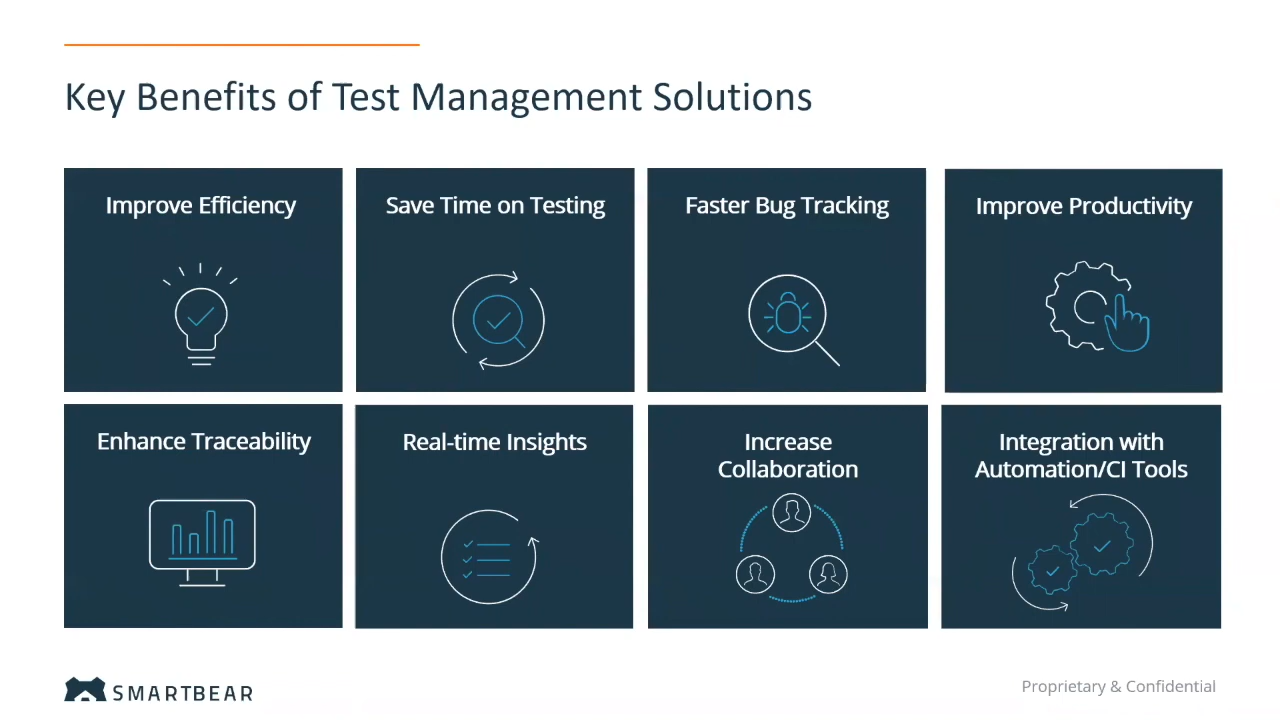 Key Benefits of Test Management Solutions
Improve Efficiency
Save Time on Testing
Faster Bug Tracking
Improve Productivity
Enhance Traceability
Real-time Insights
Increase
Collaboration
Integration with
Automation/CI Tools
SMARTBEAR
Proprietary & Confidential